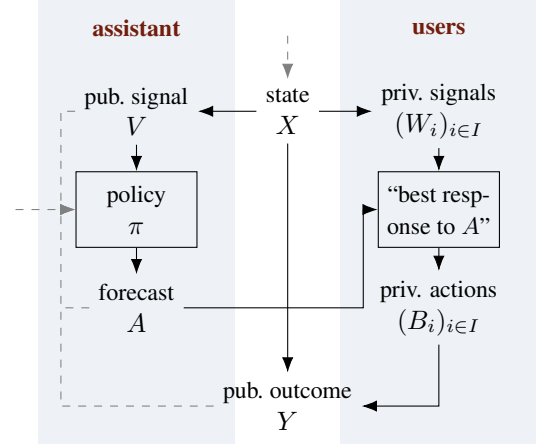 assistant
users
pub. signal
V
state
X
priv. signals
(W_i)_{i∈I}
policy
π
“best resp-
onse to A”
forecast
A
priv. actions
(B_i)_{i∈I}
pub. outcome
Y